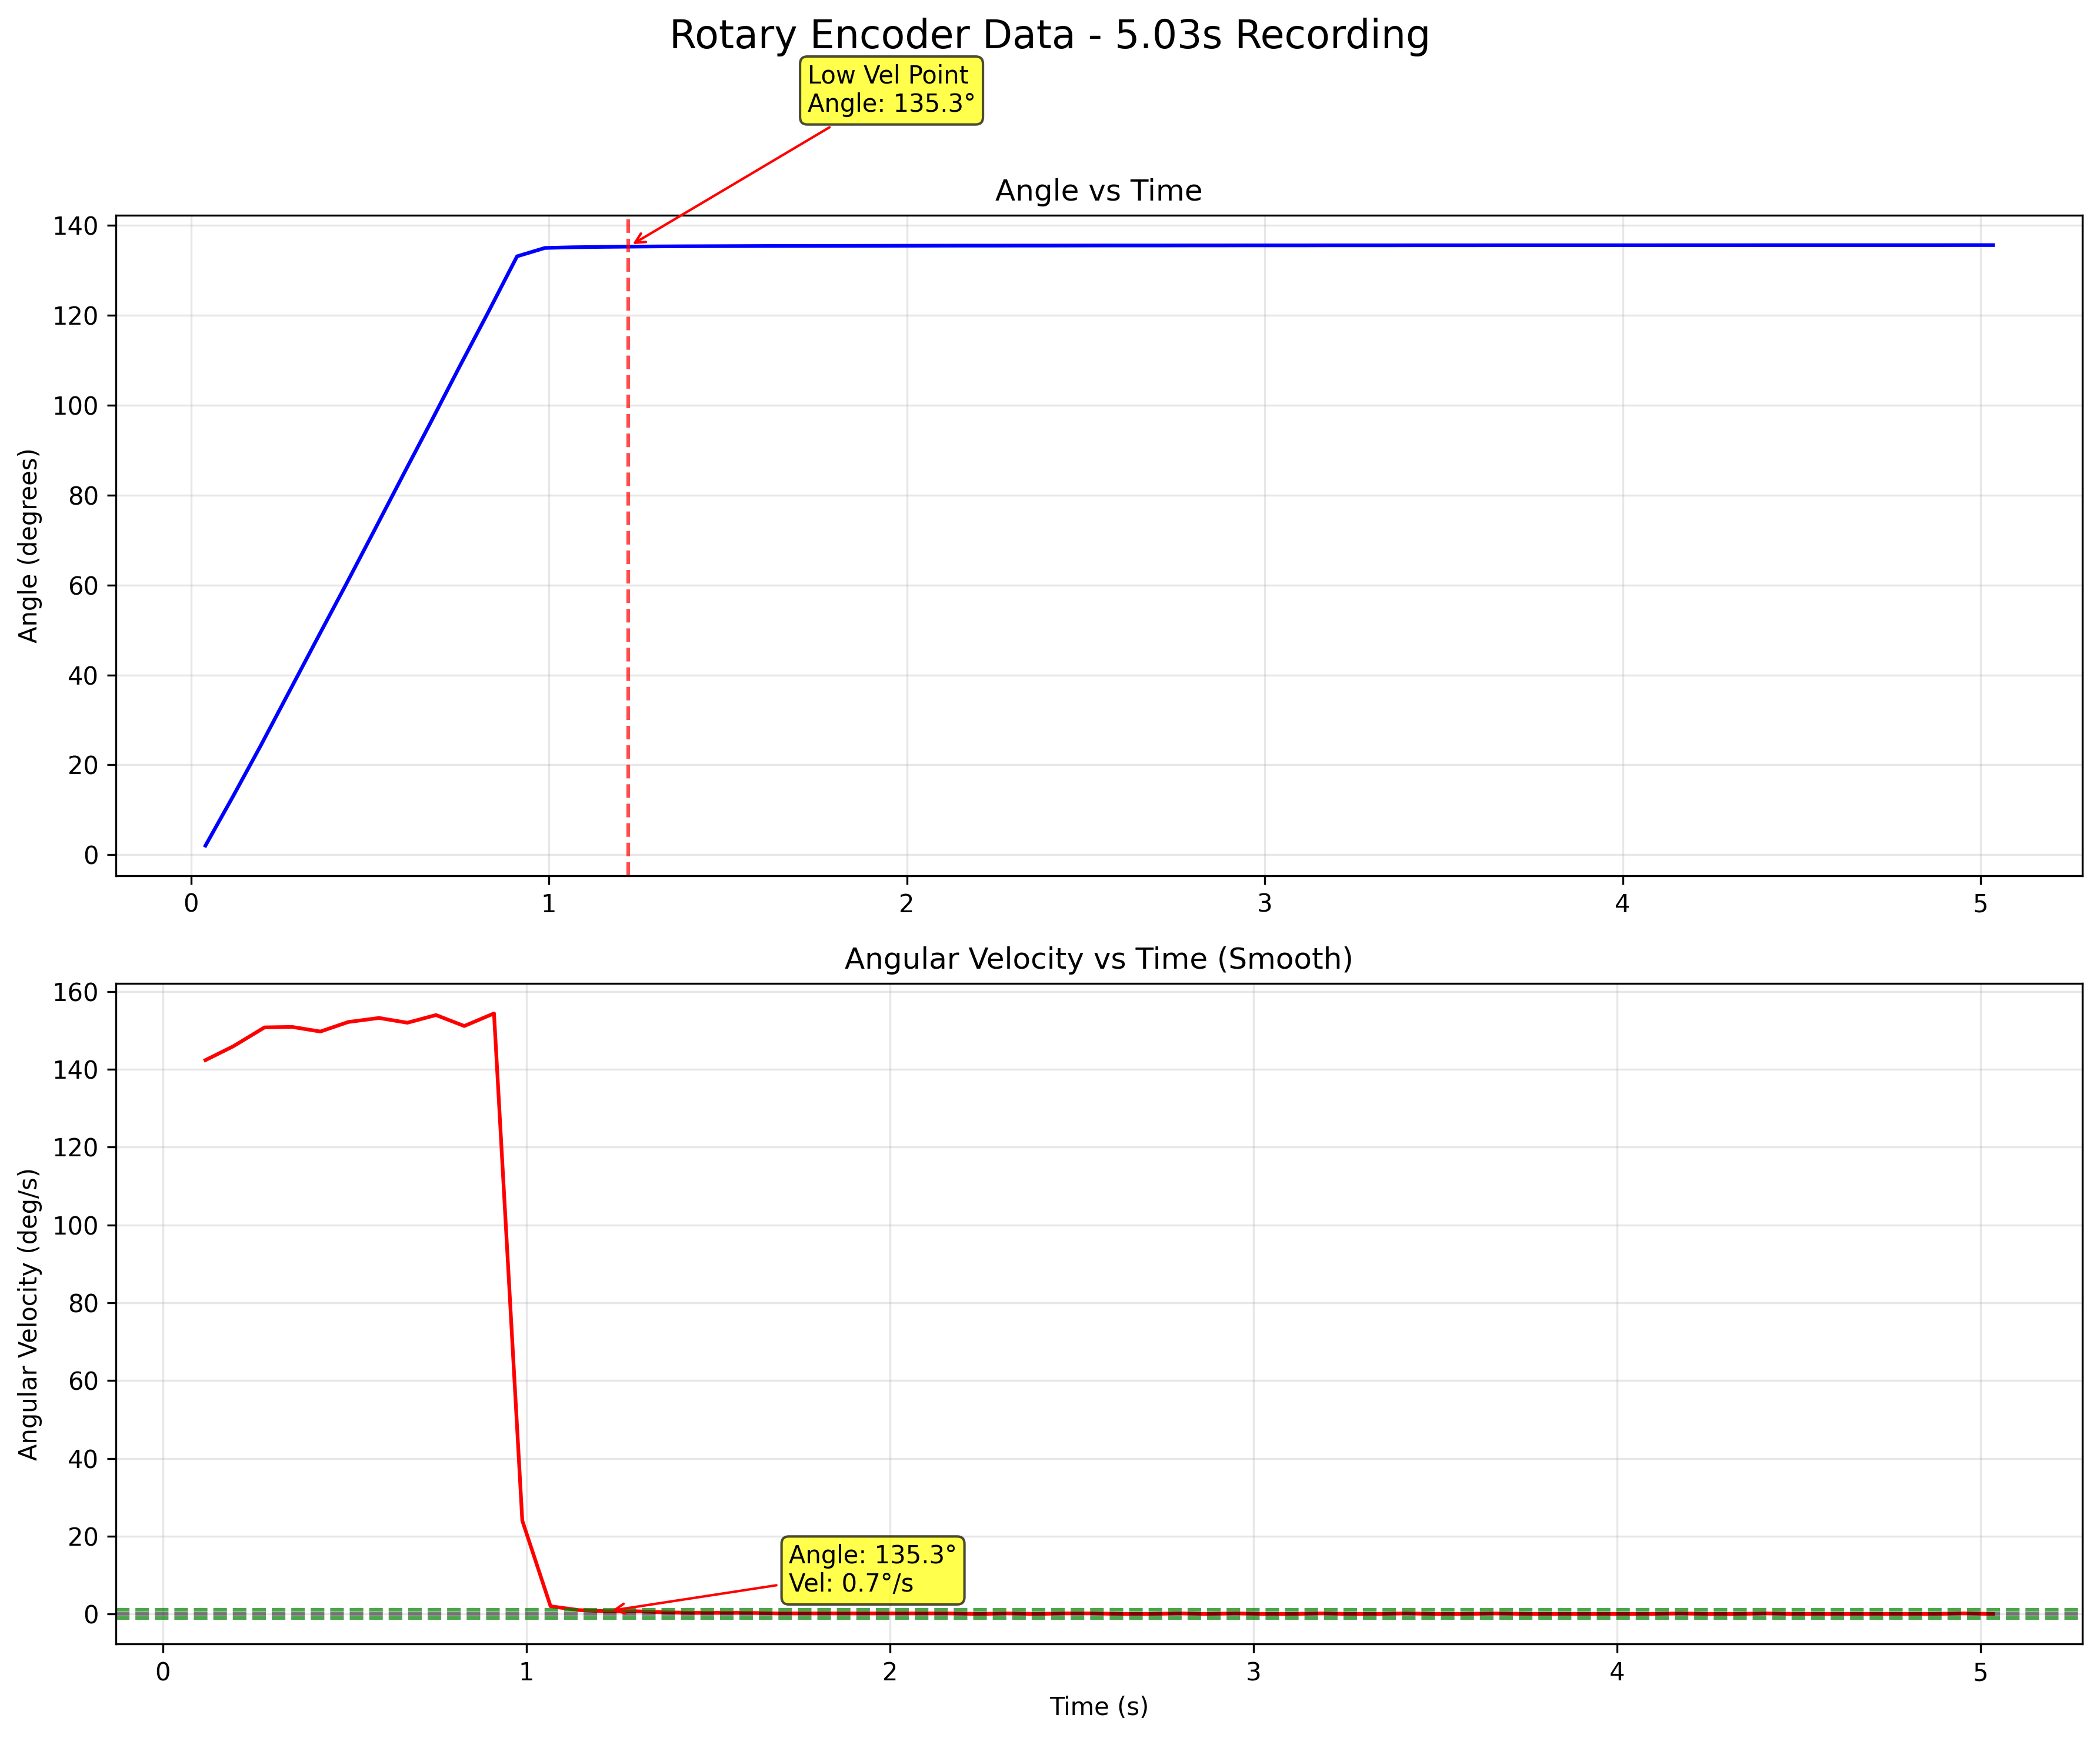 Rotary Encoder Data - 5.03s Recording
Low Vel Point
Angle: 135.3°
Angle vs Time
Angle (degrees)
140
120
100
80
60
40
20
0
0 1 2 3 4 5
Angular Velocity vs Time (Smooth)
Angular Velocity (deg/s)
160
140
120
100
80
60
40
20
0
Angle: 135.3°
Vel: 0.7°/s
0 1 2 3 4 5
Time (s)